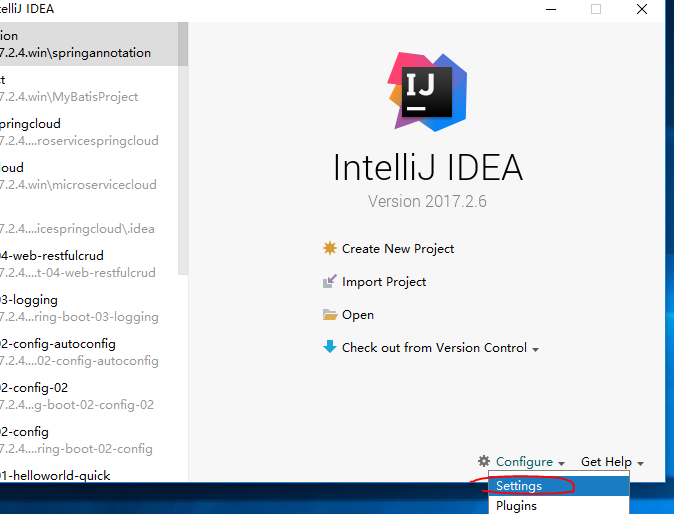 ntelliJ IDEA
ion
7.2.4.win\springannotation
ct
7.2.4.win\MyBatisProject
pringcloud
7.2.4....roservicespringcloud
loud
7.2.4.win\microservicecloud
7.2.4....icespringcloud\.idea
04-web-restfulcrud
7.2.4....t-04-web-restfulcrud
03-logging
7.2.4...ring-boot-03-logging
02-config-autoconfig
7.2.4....02-config-autoconfig
02-config-02
7.2.4...g-boot-02-config-02
02-config
7.2.4....ring-boot-02-config
01-helloworld-quick
IJ
IntelliJ IDEA
Version 2017.2.6
Create New Project
Import Project
Open
Check out from Version Control
Configure Get Help
Settings
Plugins